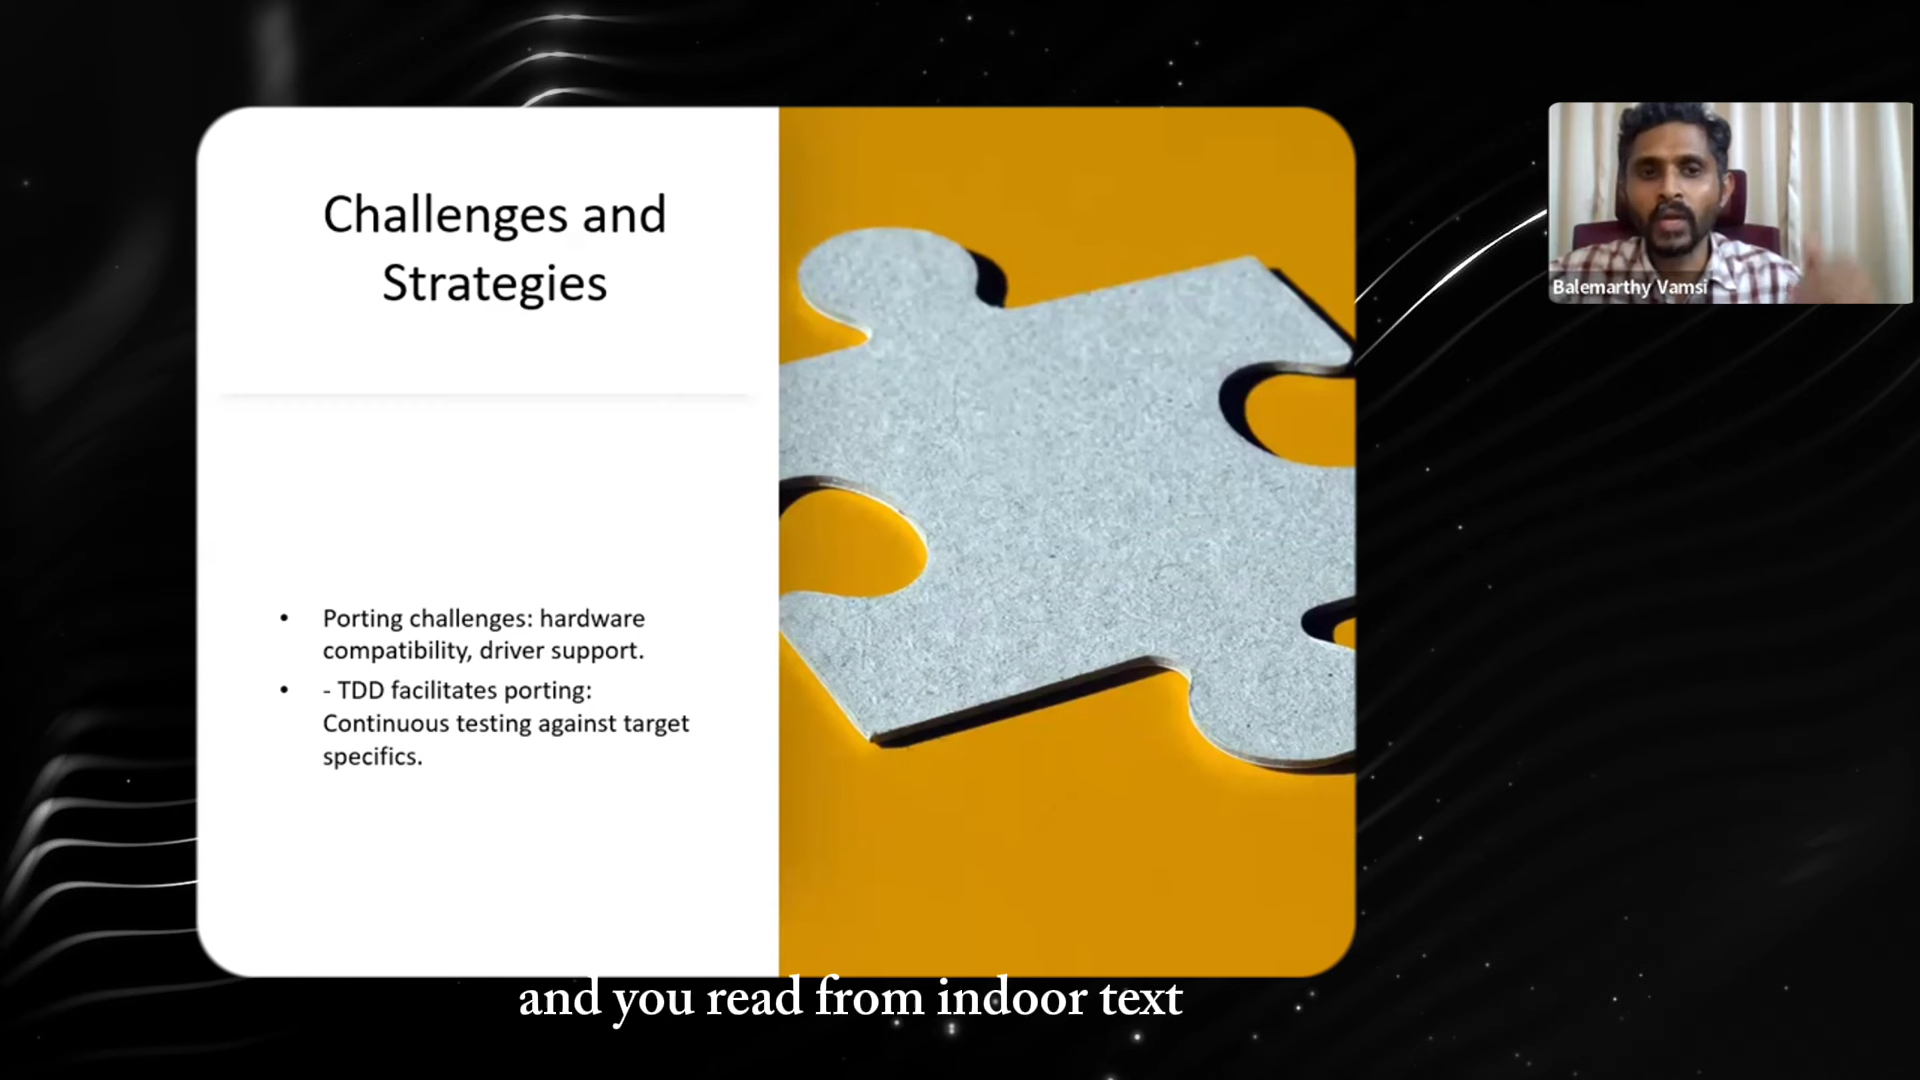 Challenges and
Strategies
• Porting challenges: hardware
compatibility, driver support.
• - TDD facilitates porting:
Continuous testing against target
specifics.
Balemarthy Vamsi
and you read from indoor text